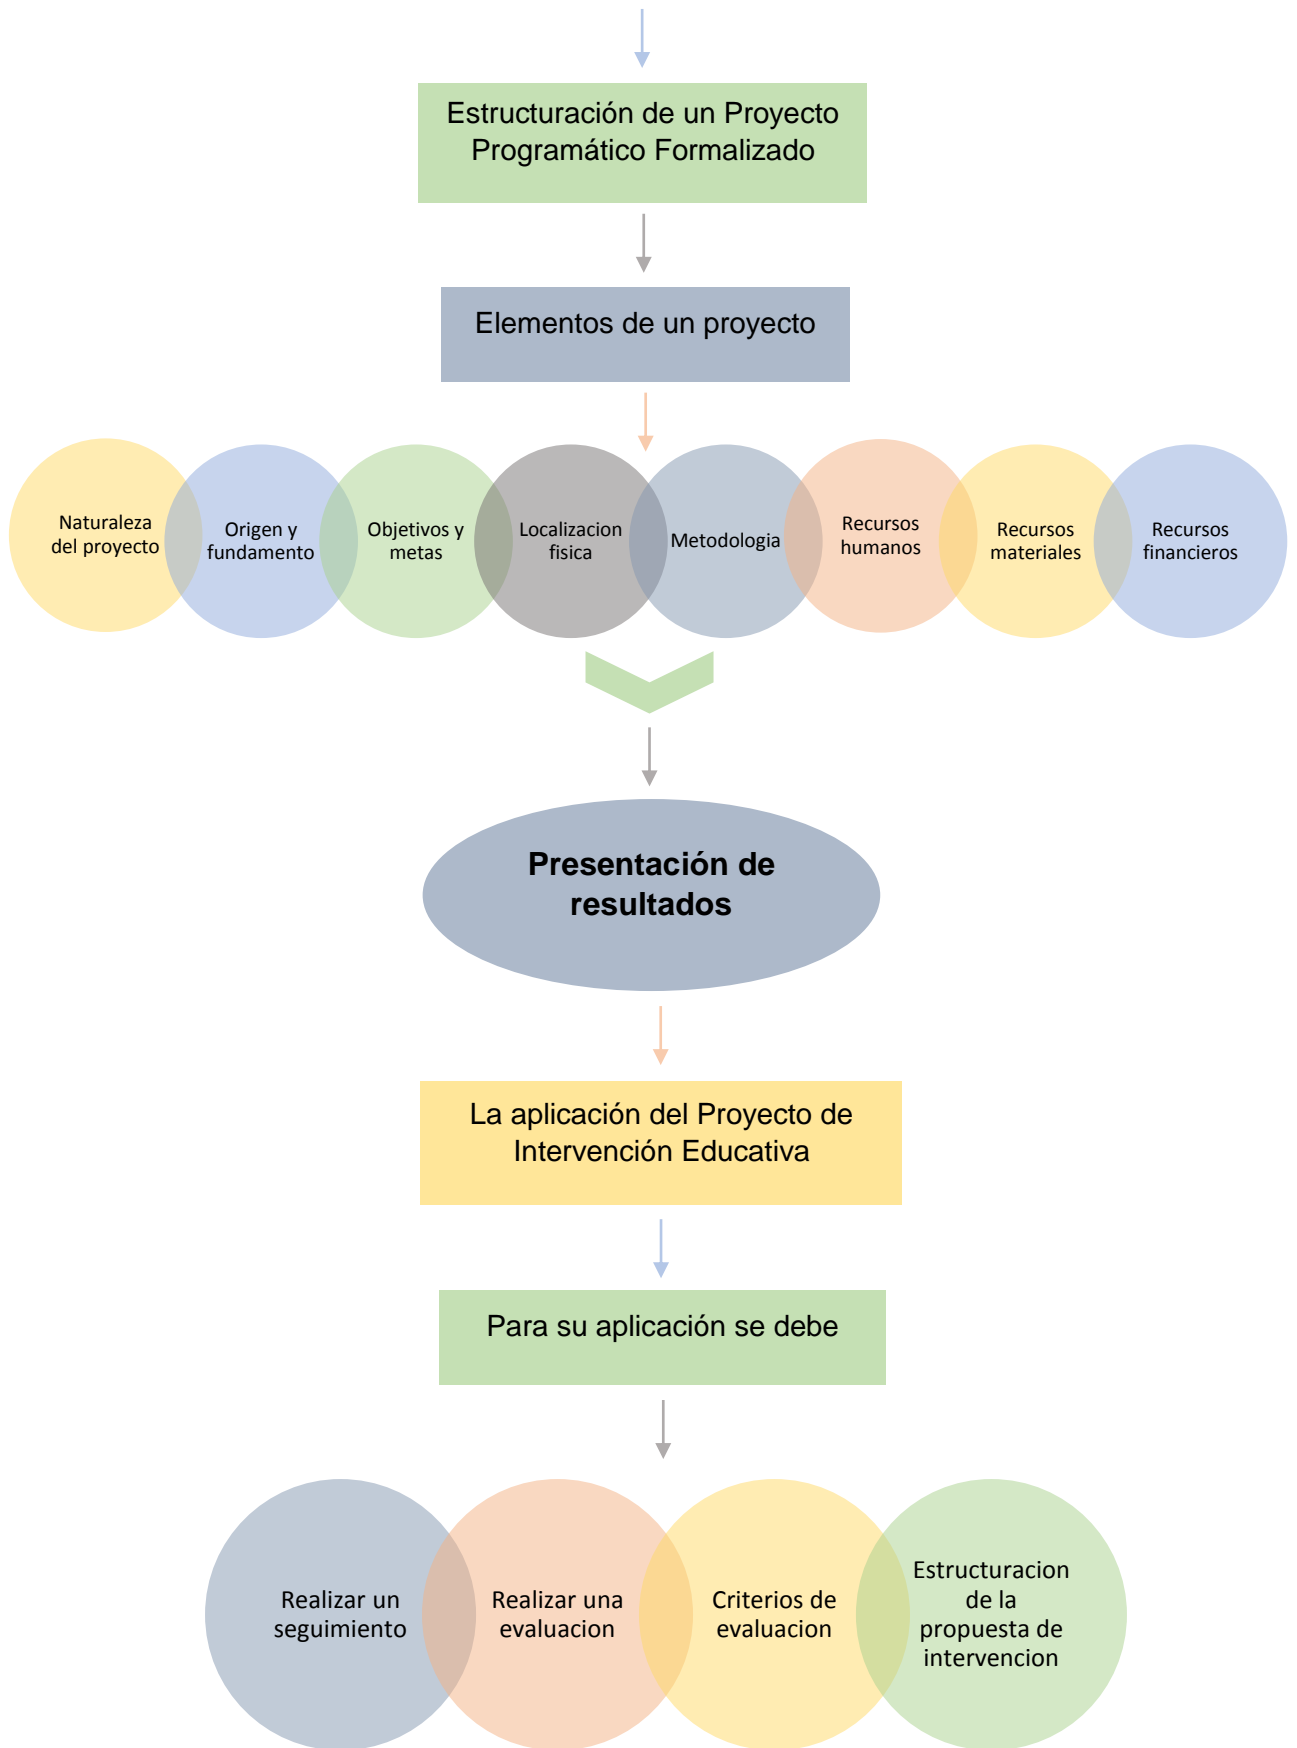 Estructuración de un Proyecto
Programático Formalizado
Elementos de un proyecto
Naturaleza
del proyecto
Origen y
fundamento
Objetivos y
metas
Localizacion
fisica
Metodologia
Recursos
humanos
Recursos
materiales
Recursos
financieros
Presentación de
resultados
La aplicación del Proyecto de
Intervención Educativa
Para su aplicación se debe
Realizar un
seguimiento
Realizar una
evaluacion
Criterios de
evaluacion
Estructuracion
de la
propuesta de
intervencion